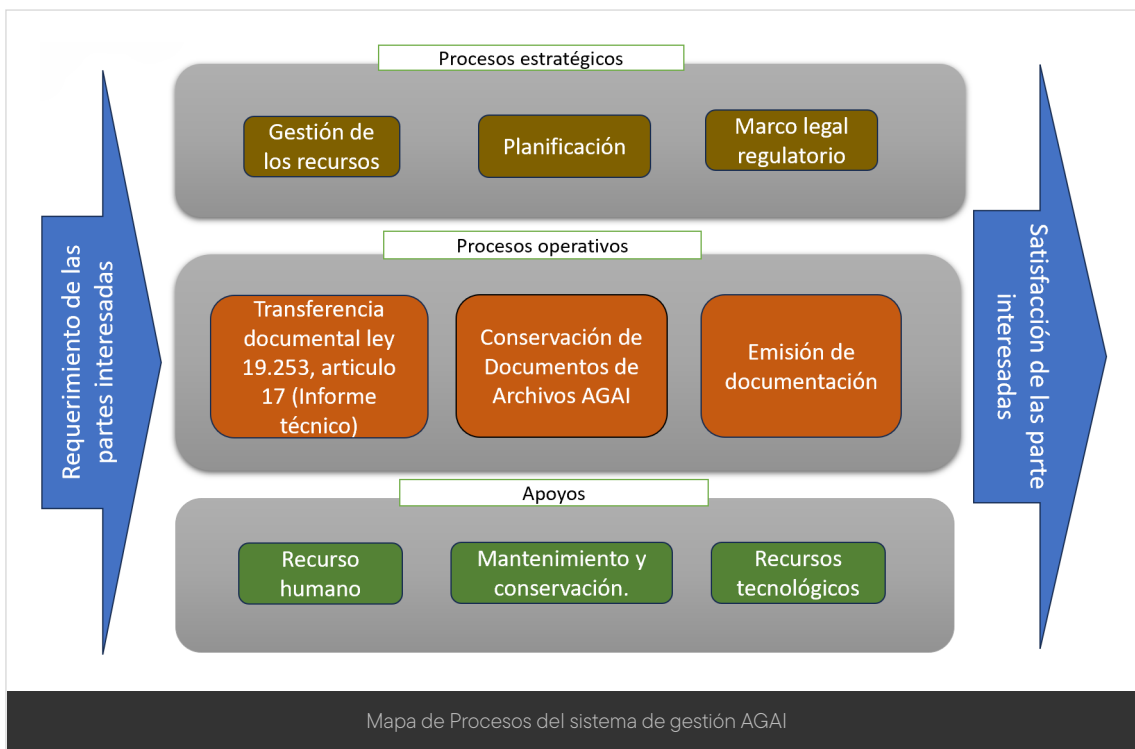 Procesos estratégicos
Gestión de
los recursos
Planificación
Marco legal
regulatorio
Requerimiento de las
partes interesadas
Procesos operativos
Transferencia
documental ley
19.253, articulo
17 (Informe
técnico)
Conservación de
Documentos de
Archivos AGAI
Emisión de
documentación
Satisfacción de las parte
interesadas
Apoyos
Recurso
humano
Mantenimiento y
conservación.
Recursos
tecnológicos
Mapa de Procesos del sistema de gestión AGAI